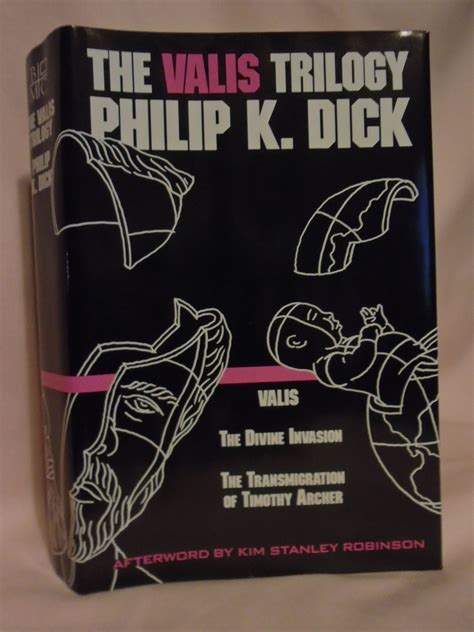 THE VALIS TRILOGY
PHILIP K. DICK
VALIS
THE DIVINE INVASION
THE TRANSMIGRATION
OF TIMOTHY ARCHER
AFTERWORD BY KIM STANLEY ROBINSON
THE VALIS
TRILOGY
PHILIP
K. DICK